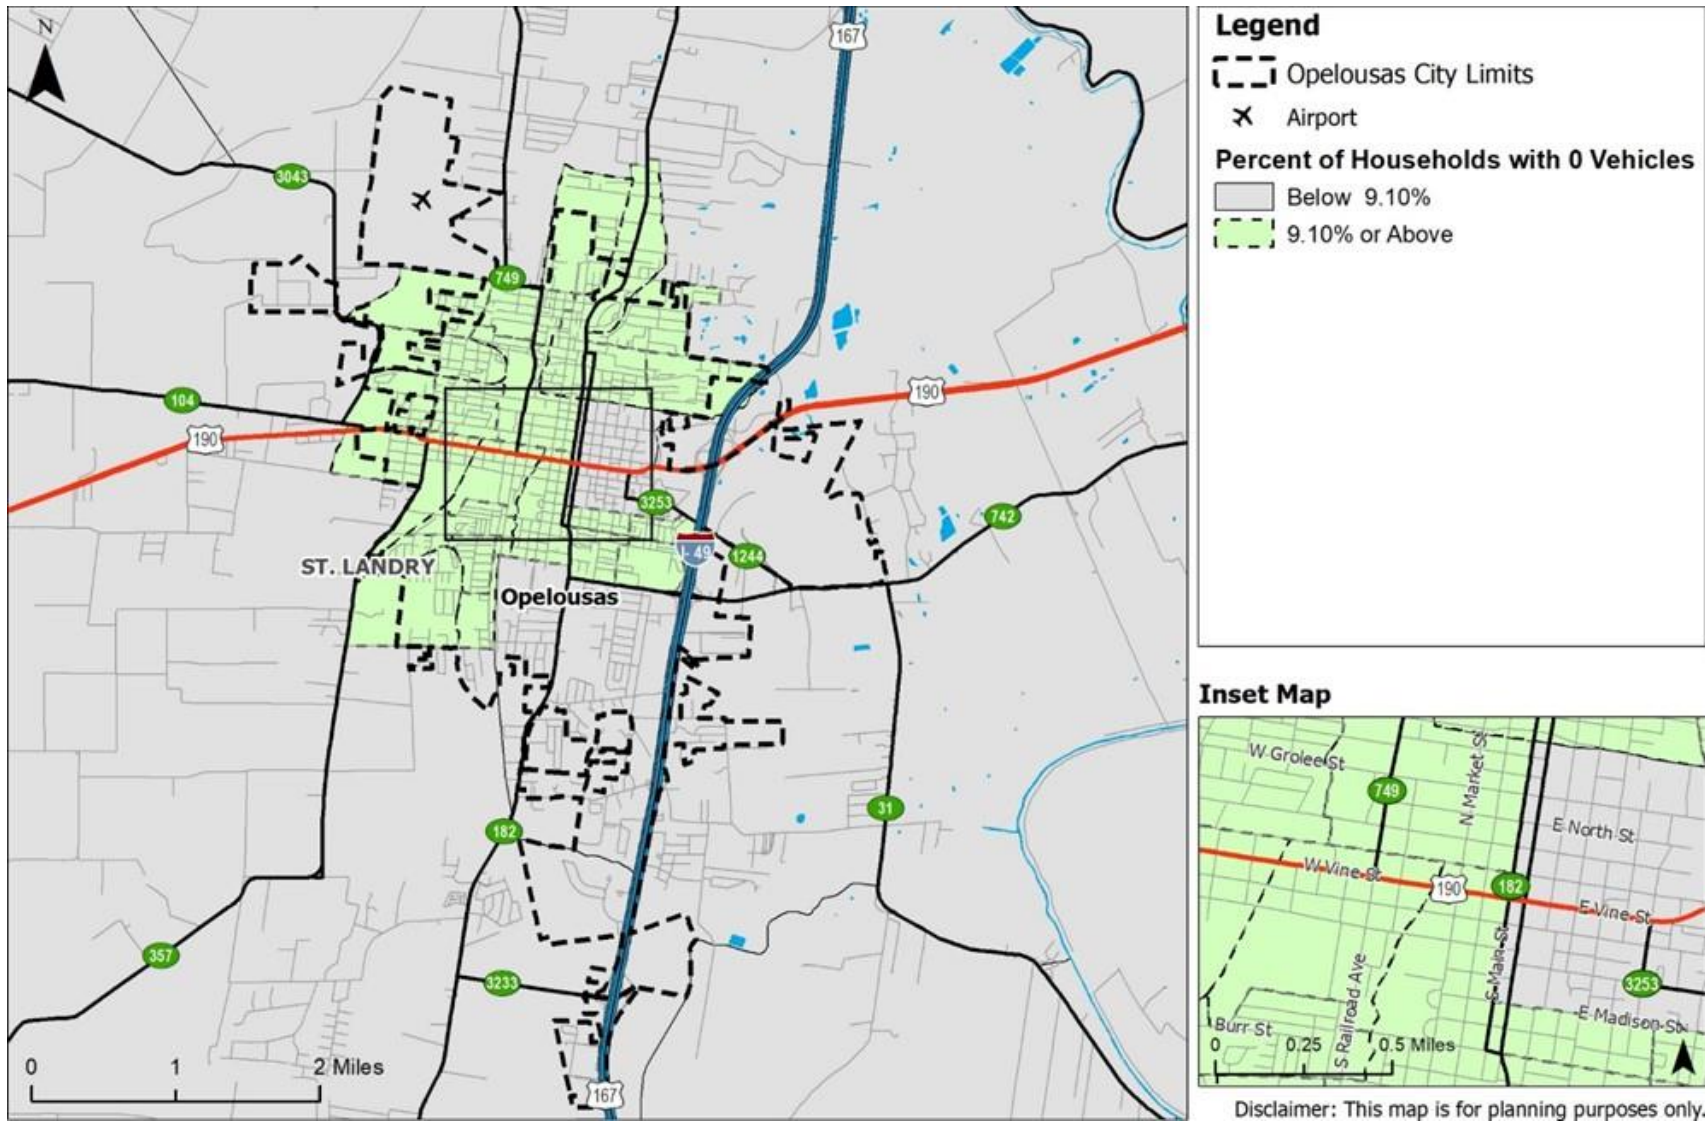 N
167
3043
749
104
190
190
3253
742
1244
I-49
ST. LANDRY
Opelousas
31
182
357
3233
0 1 2 Miles
167
Legend
Opelousas City Limits
Airport
Percent of Households with 0 Vehicles
Below 9.10%
9.10% or Above
Inset Map
W Grolee St
N Market St
749
E North St
W Vine St
190
182
E Vine St
S Main St
S Railroad Ave
3253
E Madison St
Burr St
0 0.25 0.5 Miles
Disclaimer: This map is for planning purposes only.